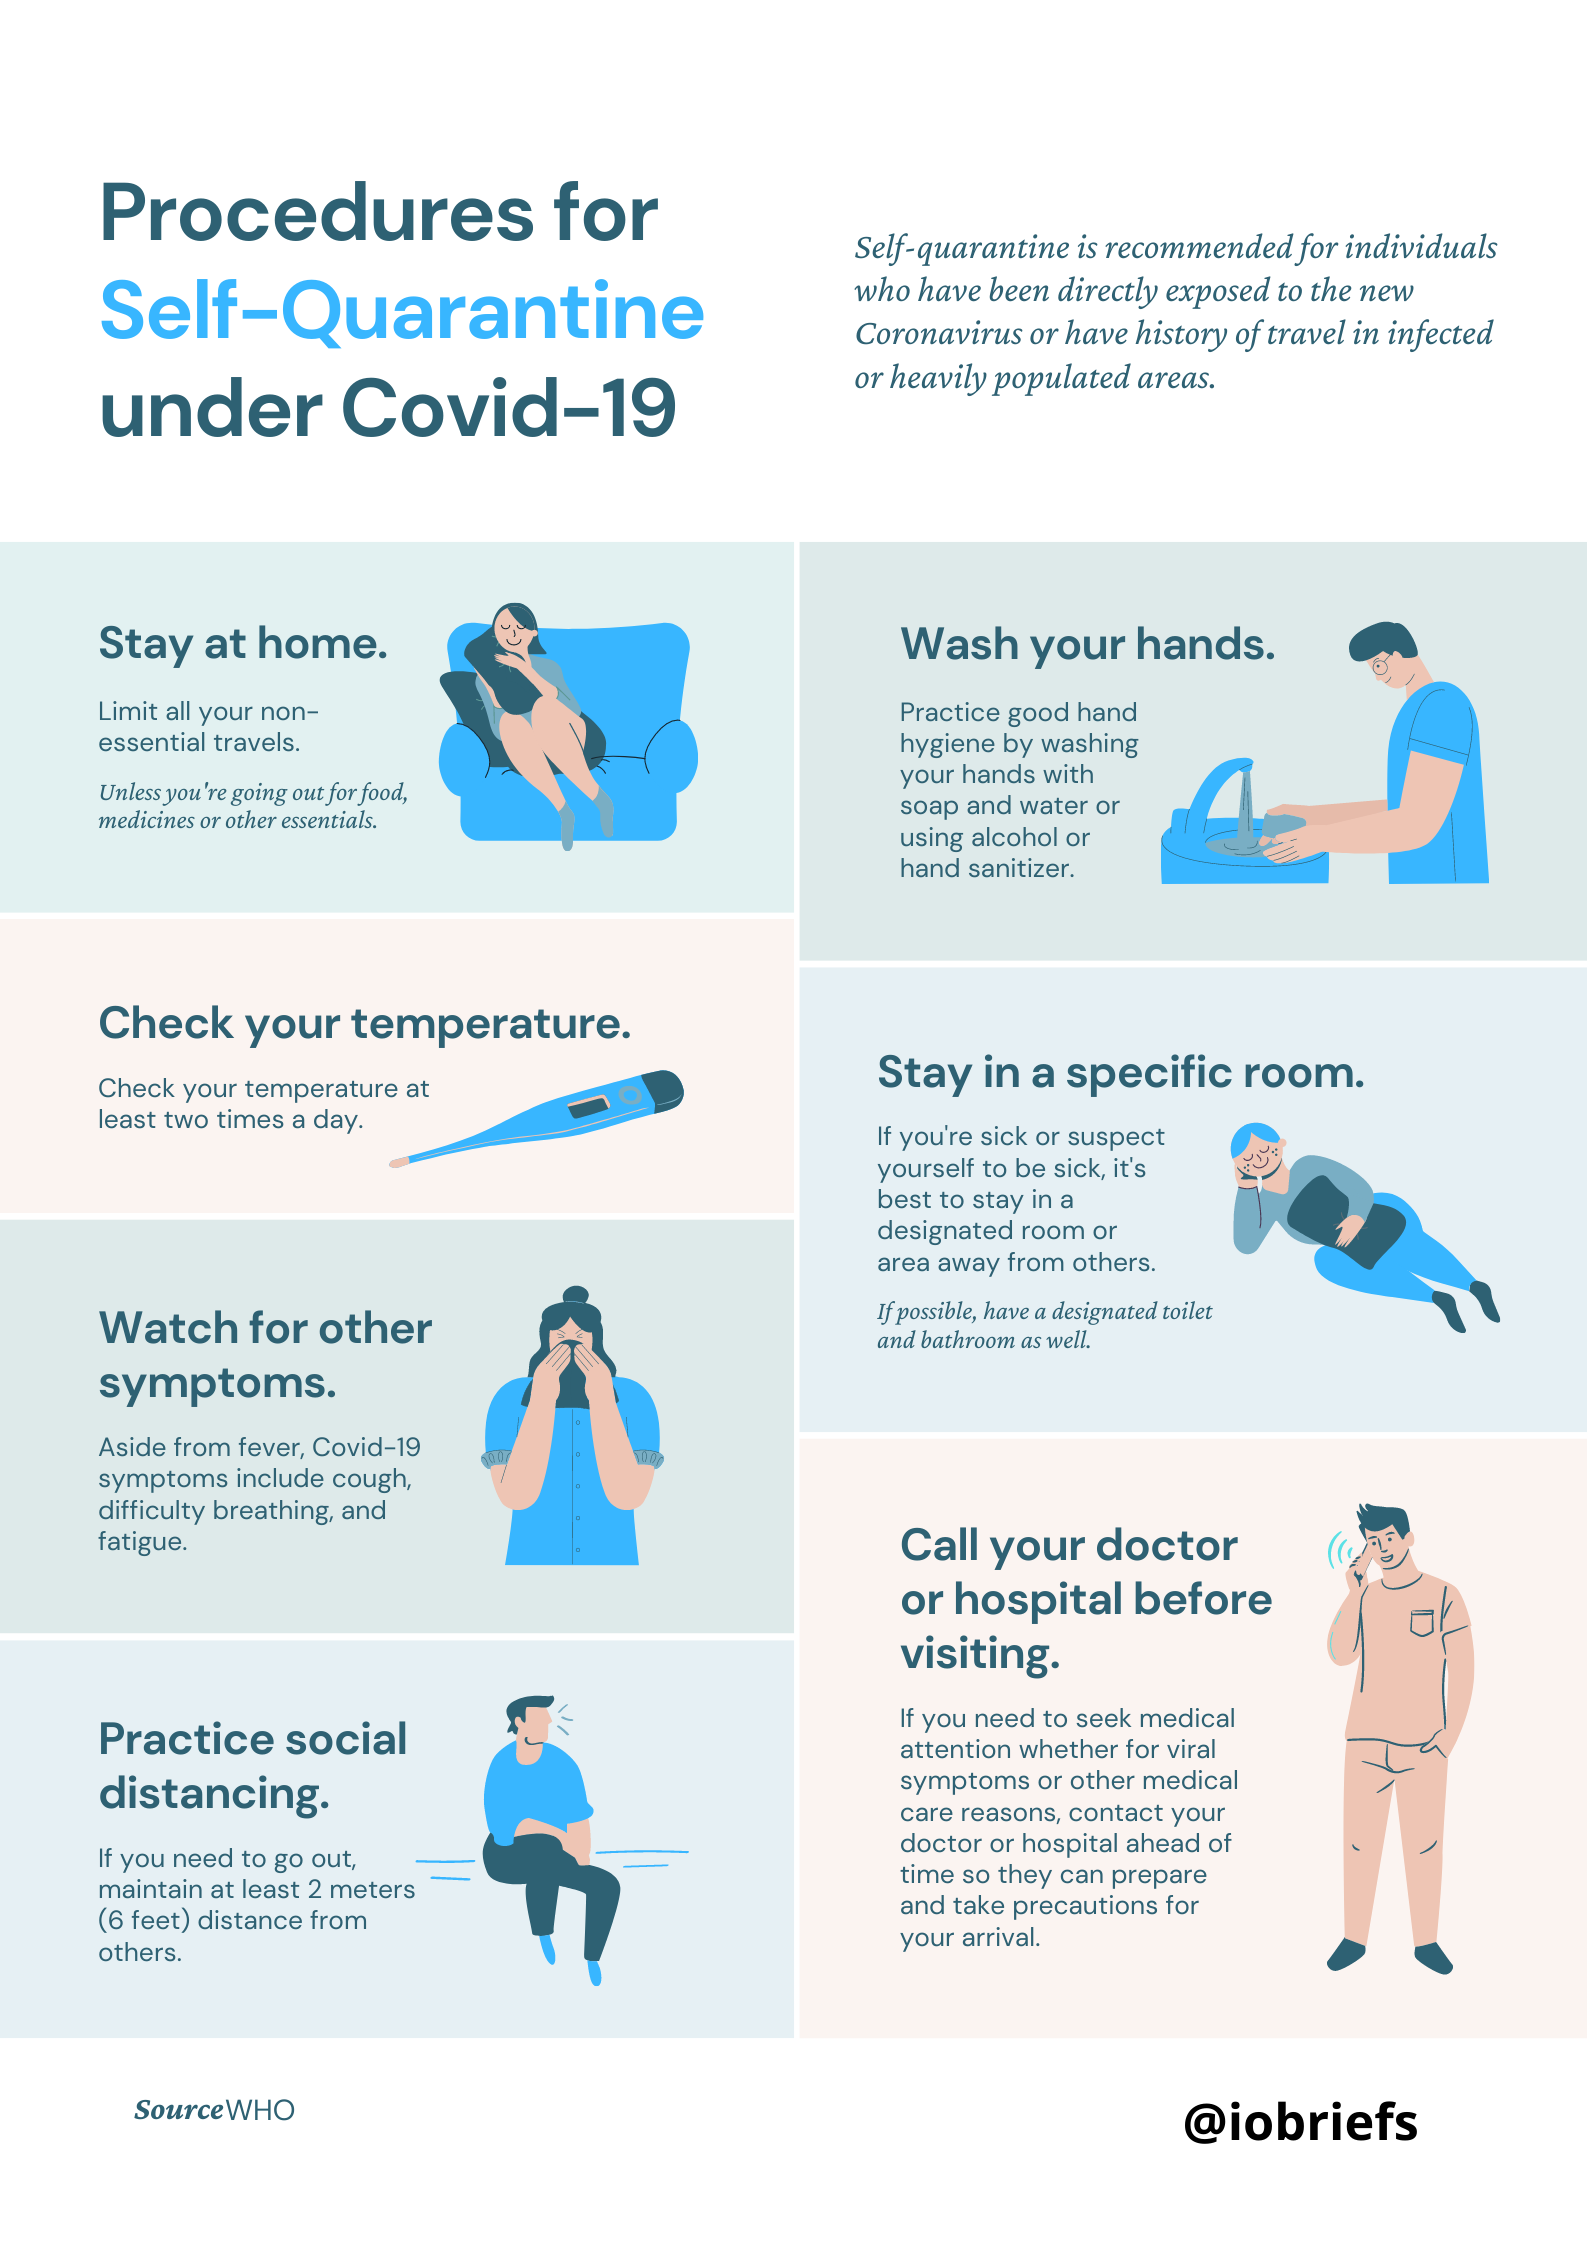 Procedures for
Self-Quarantine
under Covid-19
Self-quarantine is recommended for individuals
who have been directly exposed to the new
Coronavirus or have history of travel in infected
or heavily populated areas.
Stay at home.
Limit all your non-
essential travels.
Unless you're going out for food,
medicines or other essentials.
Check your temperature.
Check your temperature at
least two times a day.
Watch for other
symptoms.
Aside from fever, Covid-19
symptoms include cough,
difficulty breathing, and
fatigue.
Practice social
distancing.
If you need to go out,
maintain at least 2 meters
(6 feet) distance from
others.
Wash your hands.
Practice good hand
hygiene by washing
your hands with
soap and water or
using alcohol or
hand sanitizer.
Stay in a specific room.
If you're sick or suspect
yourself to be sick, it's
best to stay in a
designated room or
area away from others.
If possible, have a designated toilet
and bathroom as well.
Call your doctor
or hospital before
visiting.
If you need to seek medical
attention whether for viral
symptoms or other medical
care reasons, contact your
doctor or hospital ahead of
time so they can prepare
and take precautions for
your arrival.
SourceWHO
@iobriefs